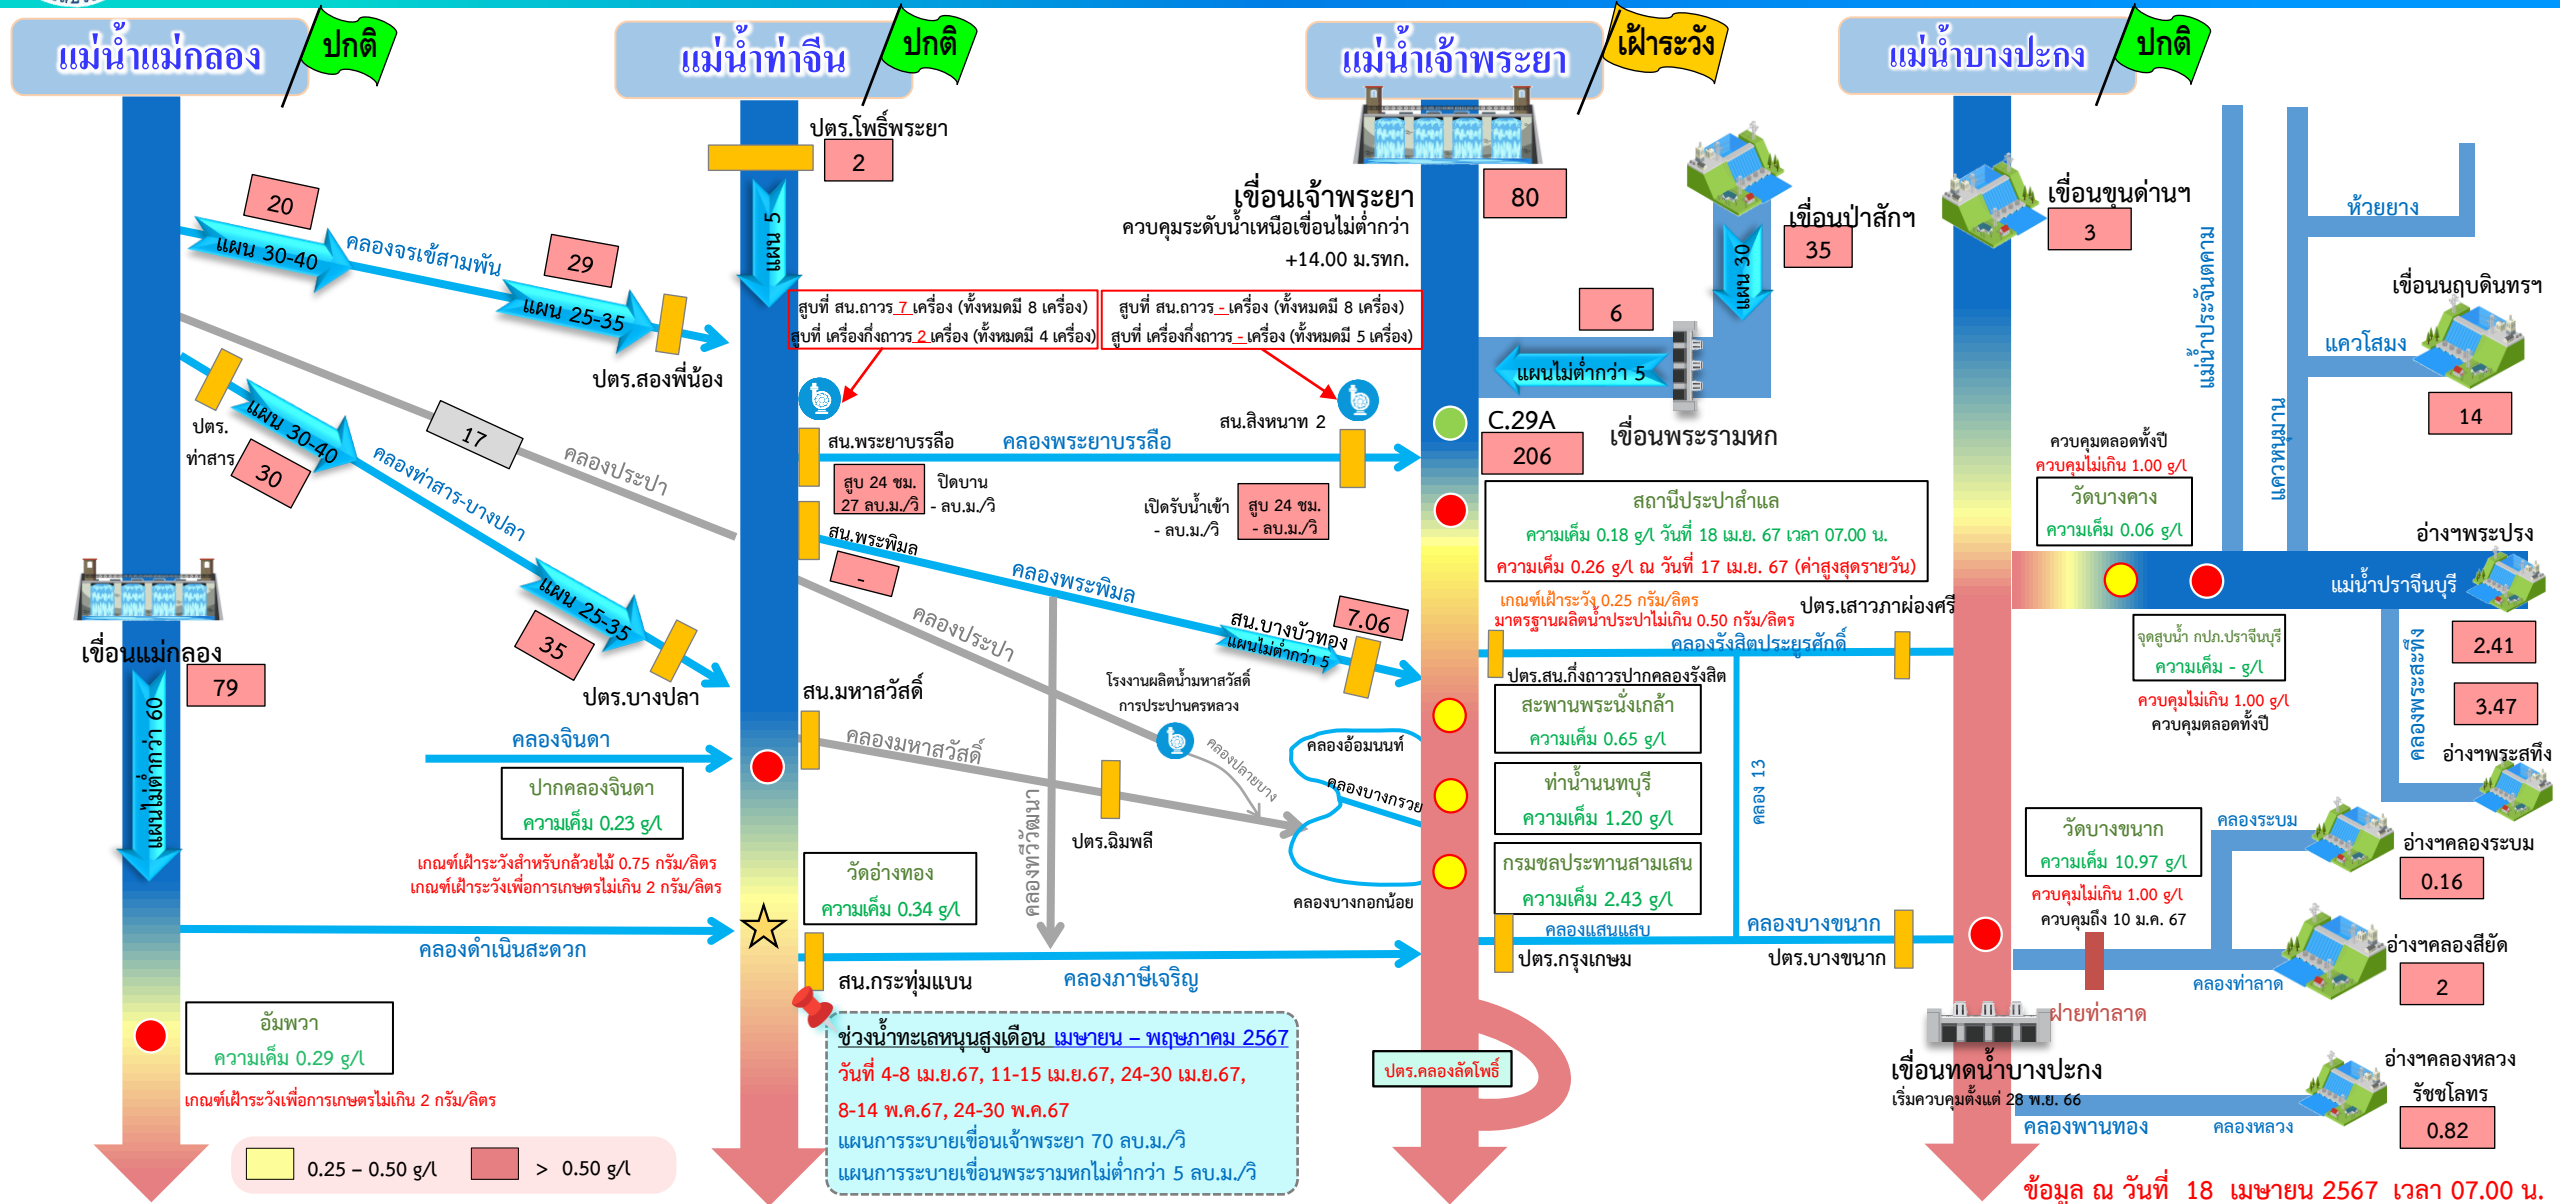 แม่น้ำแม่กลอง
ปกติ
แม่น้ำท่าจีน
ปกติ
แม่น้ำเจ้าพระยา
เฝ้าระวัง
แม่น้ำบางปะกง
ปกติ
20
แผน 30-40
คลองจรเข้สามพัน
29
แผน 25-35
ปตร.สองพี่น้อง
ปตร.
ท่าสาร
แผน 30-40
30
17
คลองประปา
คลองท่าสาร-บางปลา
แผน 25-35
35
ปตร.บางปลา
เขื่อนแม่กลอง
79
แผนไม่ต่ำกว่า 60
คลองจินดา
ปากคลองจินดา
ความเค็ม 0.23 g/l
เกณฑ์เฝ้าระวังสำหรับกล้วยไม้ 0.75 กรัม/ลิตร
เกณฑ์เฝ้าระวังเพื่อการเกษตรไม่เกิน 2 กรัม/ลิตร
คลองดำเนินสะดวก
อัมพวา
ความเค็ม 0.29 g/l
เกณฑ์เฝ้าระวังเพื่อการเกษตรไม่เกิน 2 กรัม/ลิตร
0.25 – 0.50 g/l
> 0.50 g/l
ปตร.โพธิ์พระยา
2
แผน 5
สูบที่ สน.ถาวร 7 เครื่อง (ทั้งหมดมี 8 เครื่อง)
สูบที่ เครื่องกึ่งถาวร 2 เครื่อง (ทั้งหมดมี 4 เครื่อง)
สูบที่ สน.ถาวร - เครื่อง (ทั้งหมดมี 8 เครื่อง)
สูบที่ เครื่องกึ่งถาวร - เครื่อง (ทั้งหมดมี 5 เครื่อง)
สน.พระยาบรรลือ
คลองพระยาบรรลือ
สน.สิงหนาท 2
สูบ 24 ชม.
27 ลบ.ม./วิ
ปิดบาน
- ลบ.ม./วิ
เปิดรับน้ำเข้า
- ลบ.ม./วิ
สูบ 24 ชม.
- ลบ.ม./วิ
สน.พระพิมล
-
คลองพระพิมล
คลองประปา
สน.บางบัวทอง
7.06
แผนไม่ต่ำกว่า 5
สน.มหาสวัสดิ์
คลองมหาสวัสดิ์
โรงงานผลิตน้ำมหาสวัสดิ์
การประปานครหลวง
คลองปลายบาง
คลองอ้อมนนท์
คลองบางกรวย
คลองบางกอกน้อย
ปตร.ฉิมพลี
คลองทวีวัฒนา
วัดอ่างทอง
ความเค็ม 0.34 g/l
สน.กระทุ่มแบน
คลองภาษีเจริญ
ช่วงน้ำทะเลหนุนสูงเดือน เมษายน – พฤษภาคม 2567
วันที่ 4-8 เม.ย.67, 11-15 เม.ย.67, 24-30 เม.ย.67,
8-14 พ.ค.67, 24-30 พ.ค.67
แผนการระบายเขื่อนเจ้าพระยา 70 ลบ.ม./วิ
แผนการระบายเขื่อนพระรามหกไม่ต่ำกว่า 5 ลบ.ม./วิ
เขื่อนเจ้าพระยา
80
ควบคุมระดับน้ำเหนือเขื่อนไม่ต่ำกว่า
+14.00 ม.รทก.
เขื่อนป่าสักฯ
35
แผน 30
6
แผนไม่ต่ำกว่า 5
เขื่อนพระรามหก
C.29A
206
สถานีประปาสำแล
ความเค็ม 0.18 g/l วันที่ 18 เม.ย. 67 เวลา 07.00 น.
ความเค็ม 0.26 g/l ณ วันที่ 17 เม.ย. 67 (ค่าสูงสุดรายวัน)
เกณฑ์เฝ้าระวัง 0.25 กรัม/ลิตร
มาตรฐานผลิตน้ำประปาไม่เกิน 0.50 กรัม/ลิตร
ปตร.เสาวภาผ่องศรี
คลองรังสิตประยูรศักดิ์
ปตร.สน.กึ่งถาวรปากคลองรังสิต
สะพานพระนั่งเกล้า
ความเค็ม 0.65 g/l
ท่าน้ำนนทบุรี
ความเค็ม 1.20 g/l
กรมชลประทานสามเสน
ความเค็ม 2.43 g/l
คลอง 13
คลองแสนแสบ
คลองบางขนาก
ปตร.กรุงเกษม
ปตร.บางขนาก
ปตร.คลองลัดโพธิ์
เขื่อนขุนด่านฯ
3
แม่น้ำประจันตคาม
ห้วยยาง
เขื่อนนฤบดินทรฯ
แควโสมง
14
แควหนุมาน
ควบคุมตลอดทั้งปี
ควบคุมไม่เกิน 1.00 g/l
วัดบางคาง
ความเค็ม 0.06 g/l
อ่างฯพระปรง
แม่น้ำปราจีนบุรี
2.41
จุดสูบน้ำ กปภ.ปราจีนบุรี
ความเค็ม - g/l
ควบคุมไม่เกิน 1.00 g/l
ควบคุมตลอดทั้งปี
คลองพระสะทึง
3.47
อ่างฯพระสทึง
วัดบางขนาก
ความเค็ม 10.97 g/l
ควบคุมไม่เกิน 1.00 g/l
ควบคุมถึง 10 ม.ค. 67
คลองระบม
อ่างฯคลองระบม
0.16
อ่างฯคลองสียัด
2
คลองท่าลาด
ฝายท่าลาด
เขื่อนทดน้ำบางปะกง
เริ่มควบคุมตั้งแต่ 28 พ.ย. 66
อ่างฯคลองหลวง
รัชชโลทร
0.82
คลองพานทอง
คลองหลวง
ข้อมูล ณ วันที่ 18 เมษายน 2567 เวลา 07.00 น.